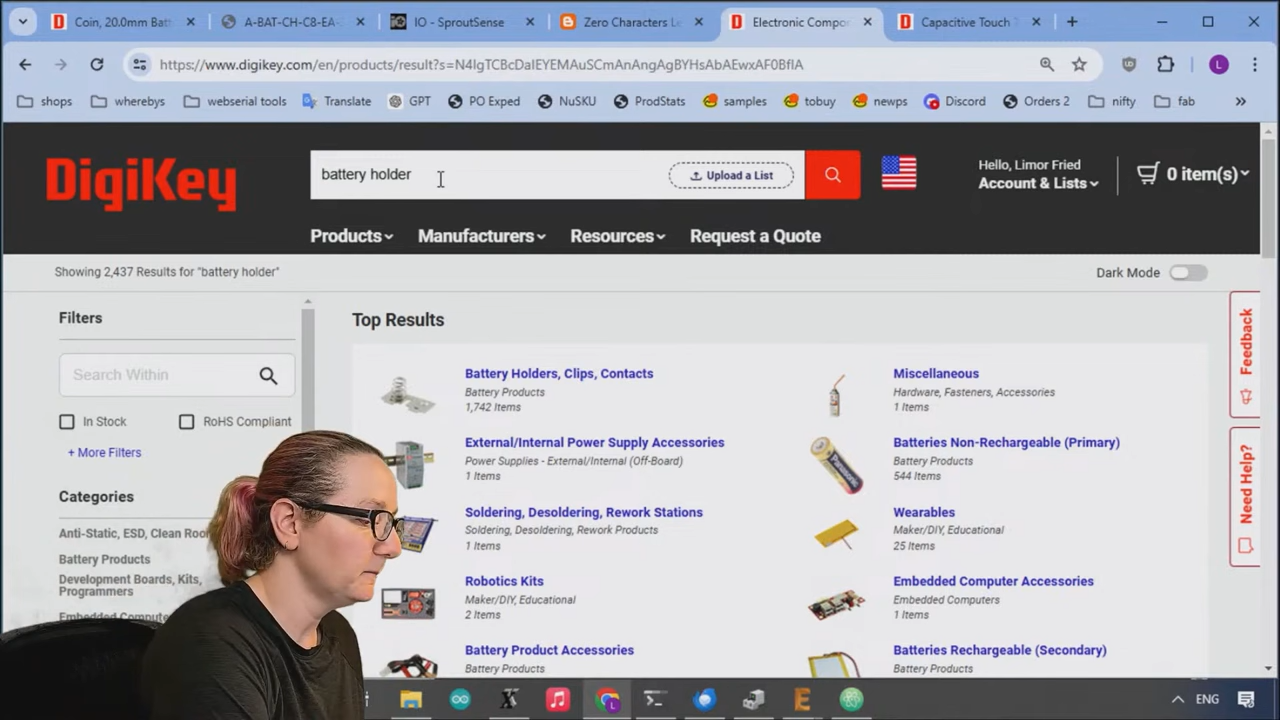 Coin, 20.0mm Batt
A-BAT-CH-C8-EA-
IO - SproutSense
Zero Characters Le
Electronic Compo
Capacitive Touch
https://www.digikey.com/en/products/result?s=N4IgTCBcDaIEYEMAuSCmAnAngAgBYHsAbAEwxAF0BfIA
L
shops
wherebys
webserial tools
Translate
GPT
PO Exped
NuSKU
ProdStats
samples
tobuy
newps
Discord
Orders 2
nifty
fab
DigiKey
battery holder
Upload a List
Hello, Limor Fried
Account & Lists
0 item(s)
Products
Manufacturers
Resources
Request a Quote
Showing 2,437 Results for "battery holder"
Dark Mode
Filters
Search Within
In Stock
RoHS Compliant
+ More Filters
Categories
Anti-Static, ESD, Clean Room
Battery Products
Development Boards, Kits,
Programmers
Top Results
Battery Holders, Clips, Contacts
Battery Products
1,742 Items
Miscellaneous
Hardware, Fasteners, Accessories
1 Items
External/Internal Power Supply Accessories
Power Supplies - External/Internal (Off-Board)
1 Items
Batteries Non-Rechargeable (Primary)
Battery Products
544 Items
Soldering, Desoldering, Rework Stations
Soldering, Desoldering, Rework Products
1 Items
Wearables
Maker/DIY, Educational
25 Items
Robotics Kits
Maker/DIY, Educational
2 Items
Embedded Computer Accessories
Embedded Computers
1 Items
Battery Product Accessories
Battery Products
Batteries Rechargeable (Secondary)
Battery Products
Feedback
Need Help?
ENG